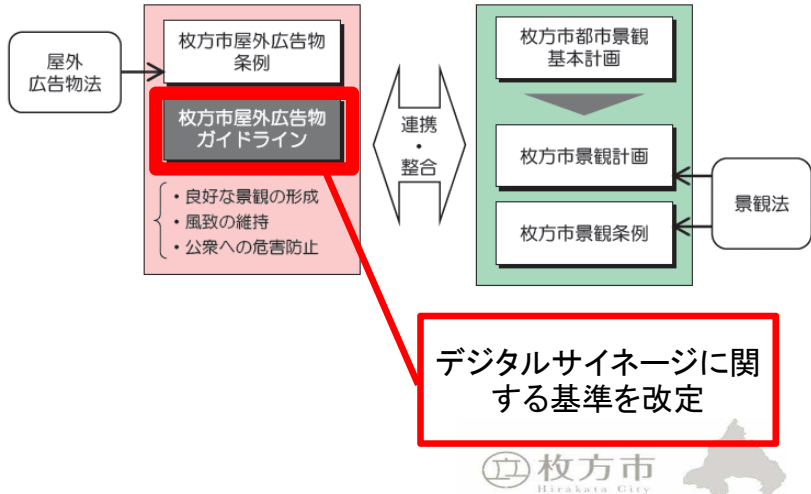 屋外
広告物法
枚方市屋外広告物
条例
枚方市屋外広告物
ガイドライン
・良好な景観の形成
・風致の維持
・公衆への危害防止
連携
・
整合
枚方市都市景観
基本計画
枚方市景観計画
枚方市景観条例
景観法
デジタルサイネージに関
する基準を改定
枚方市
Hirakata City